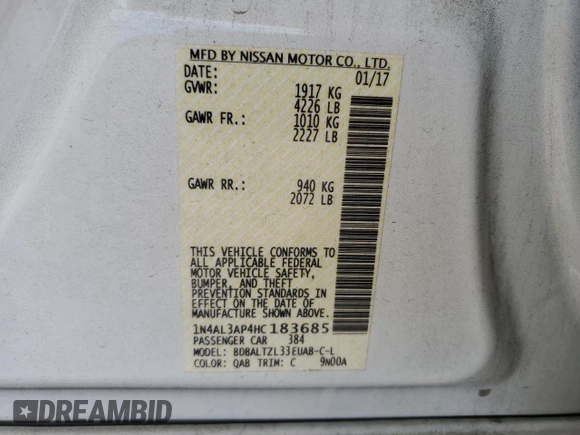 MFD BY NISSAN MOTOR CO., LTD.
DATE: 01/17
GVWR: 1917 KG
4226 LB
GAWR FR.: 1010 KG
2227 LB
GAWR RR.: 940 KG
2072 LB
THIS VEHICLE CONFORMS TO
ALL APPLICABLE FEDERAL
MOTOR VEHICLE SAFETY,
BUMPER, AND THEFT
PREVENTION STANDARDS IN
EFFECT ON THE DATE OF
MANUFACTURE SHOWN ABOVE.
1N4AL3AP4HC 183685
PASSENGER CAR 384
MODEL: BDBALTZL33EUAB-C-L
COLOR: QAB TRIM: C 9N00A
DREAMBID